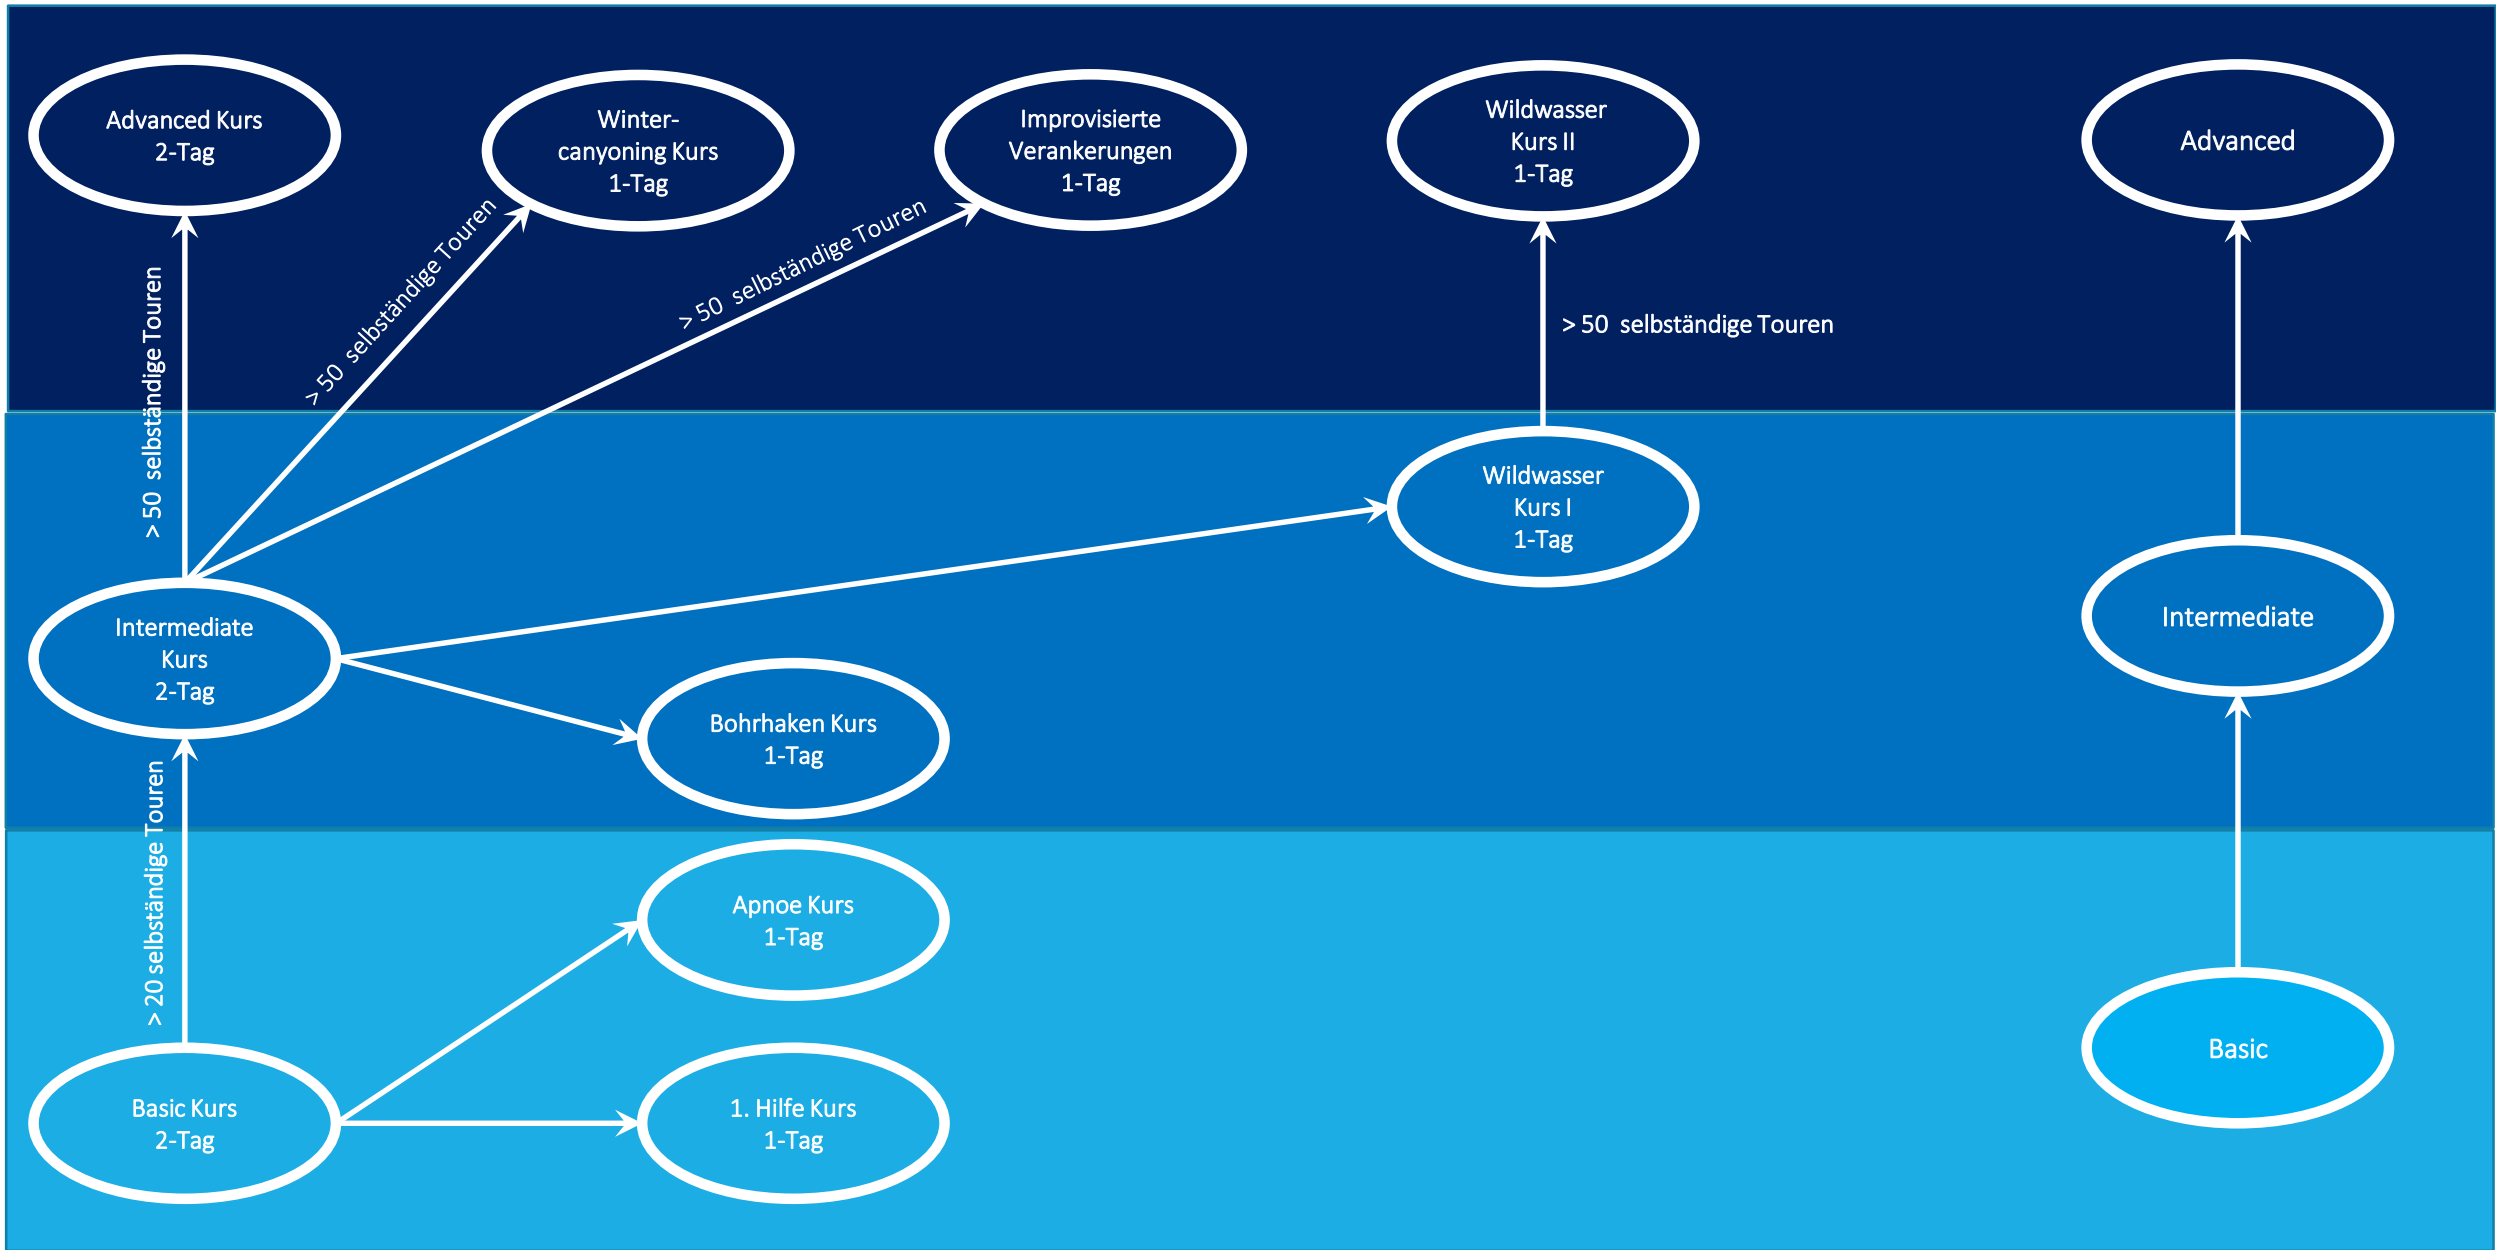 Advanced Kurs
2-Tag
Winter-
canyoning Kurs
1-Tag
Improvisierte
Verankerungen
1-Tag
Wildwasser
Kurs II
1-Tag
Advanced
> 50 selbständige Touren
> 50 selbständige Touren
> 50 selbständige Touren
> 50 selbständige Touren
Wildwasser
Kurs I
1-Tag
Intermediate
Kurs
2-Tag
Intermediate
Bohrhaken Kurs
1-Tag
> 20 selbständige Touren
Apnoe Kurs
1-Tag
Basic Kurs
2-Tag
1. Hilfe Kurs
1-Tag
Basic